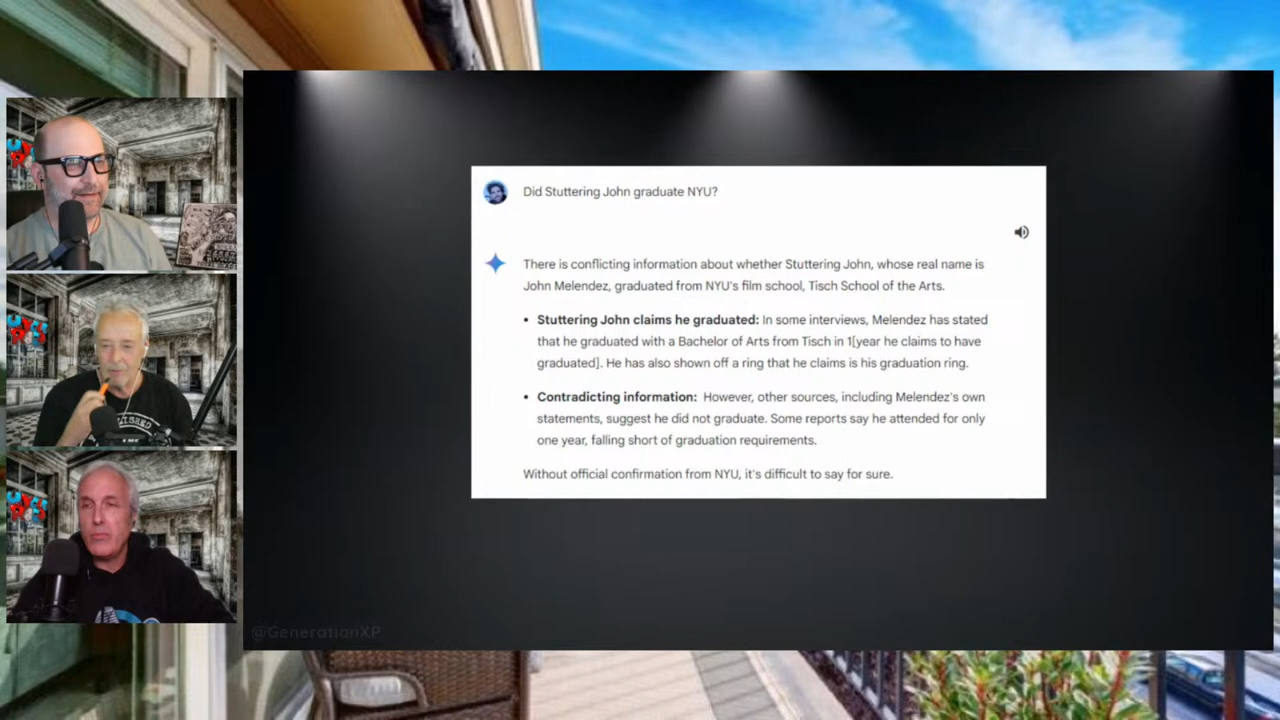 Did Stuttering John graduate NYU?
There is conflicting information about whether Stuttering John, whose real name is
John Melendez, graduated from NYU's film school, Tisch School of the Arts.
• Stuttering John claims he graduated: In some interviews, Melendez has stated
that he graduated with a Bachelor of Arts from Tisch in 1[year he claims to have
graduated]. He has also shown off a ring that he claims is his graduation ring.
• Contradicting information: However, other sources, including Melendez's own
statements, suggest he did not graduate. Some reports say he attended for only
one year, falling short of graduation requirements.
Without official confirmation from NYU, it's difficult to say for sure.
@GenerationXP